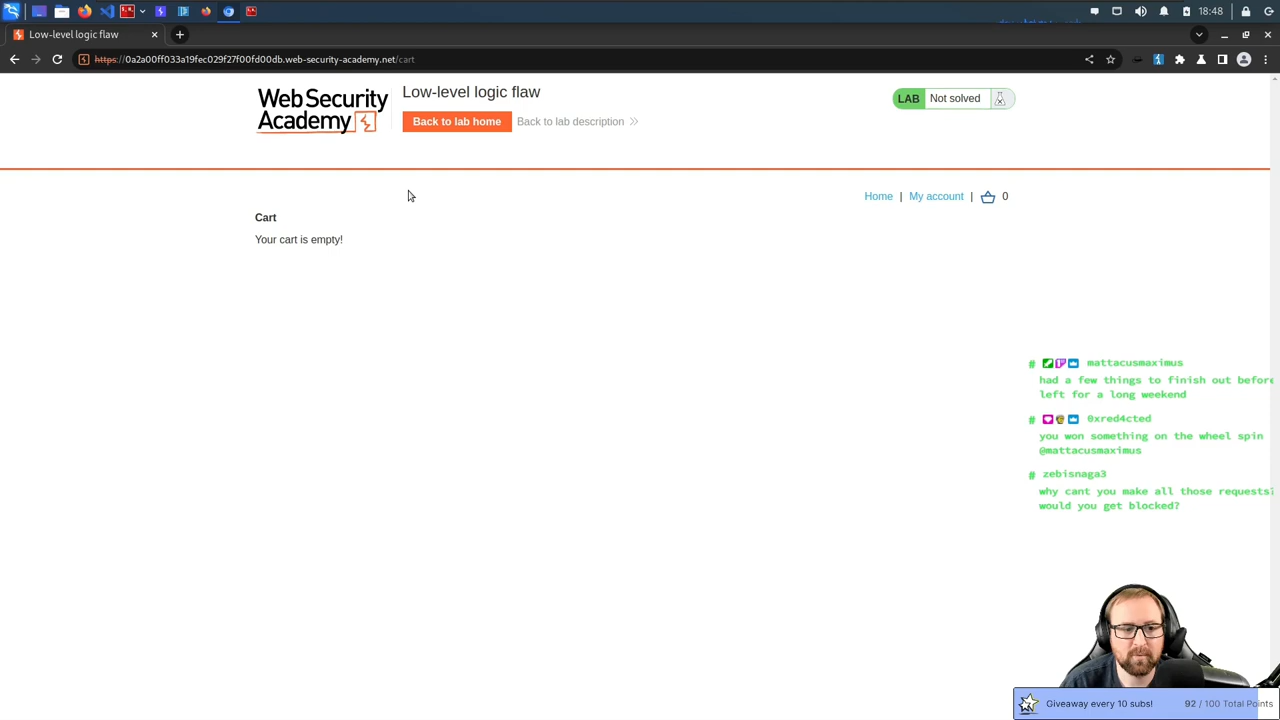 18:48
Low-level logic flaw
https://0a2a00ff033a19fec029f27f00fd00db.web-security-academy.net/cart
Web Security
Academy
Low-level logic flaw
Back to lab home
Back to lab description
LAB
Not solved
Home | My account | 0
Cart
Your cart is empty!
# mattacusmaximus
had a few things to finish out before
left for a long weekend
# 0xred4cted
you won something on the wheel spin
@mattacusmaximus
# zebisnaga3
why cant you make all those requests?
would you get blocked?
Giveaway every 10 subs! 92 / 100 Total Points